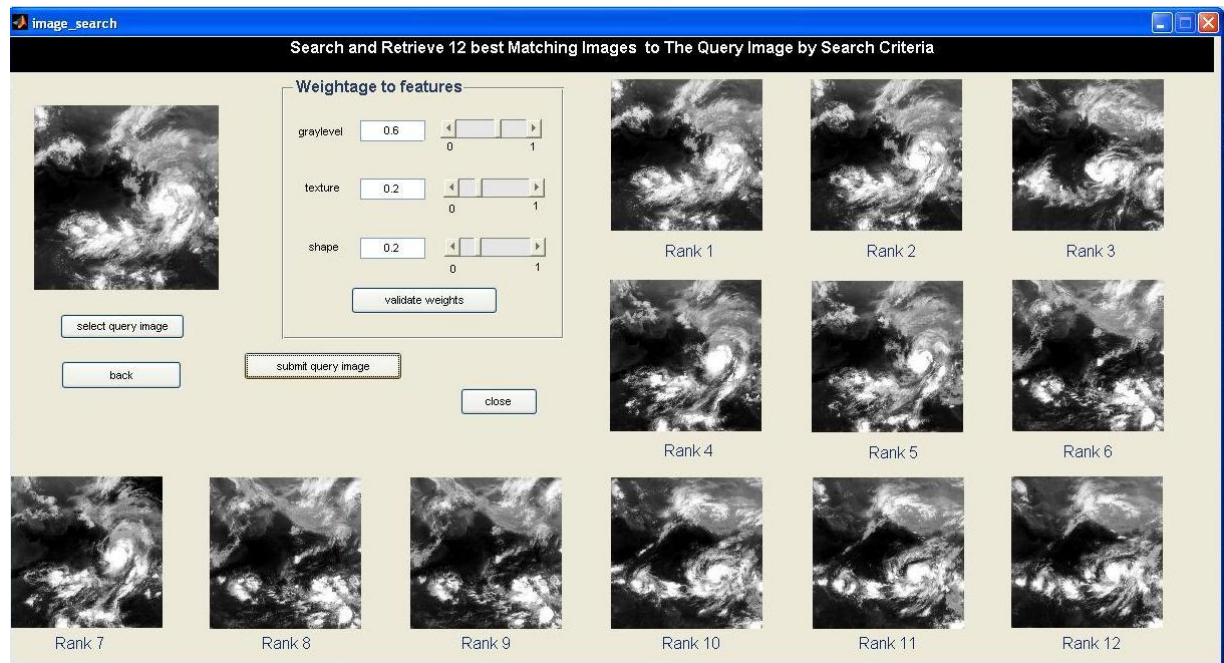 image_search
Search and Retrieve 12 best Matching Images to The Query Image by Search Criteria
Weightage to features
graylevel 0.6
0 1
texture 0.2
0 1
shape 0.2
0 1
validate weights
select query image
back
submit query image
close
Rank 1 Rank 2 Rank 3
Rank 4 Rank 5 Rank 6
Rank 7 Rank 8 Rank 9 Rank 10 Rank 11 Rank 12